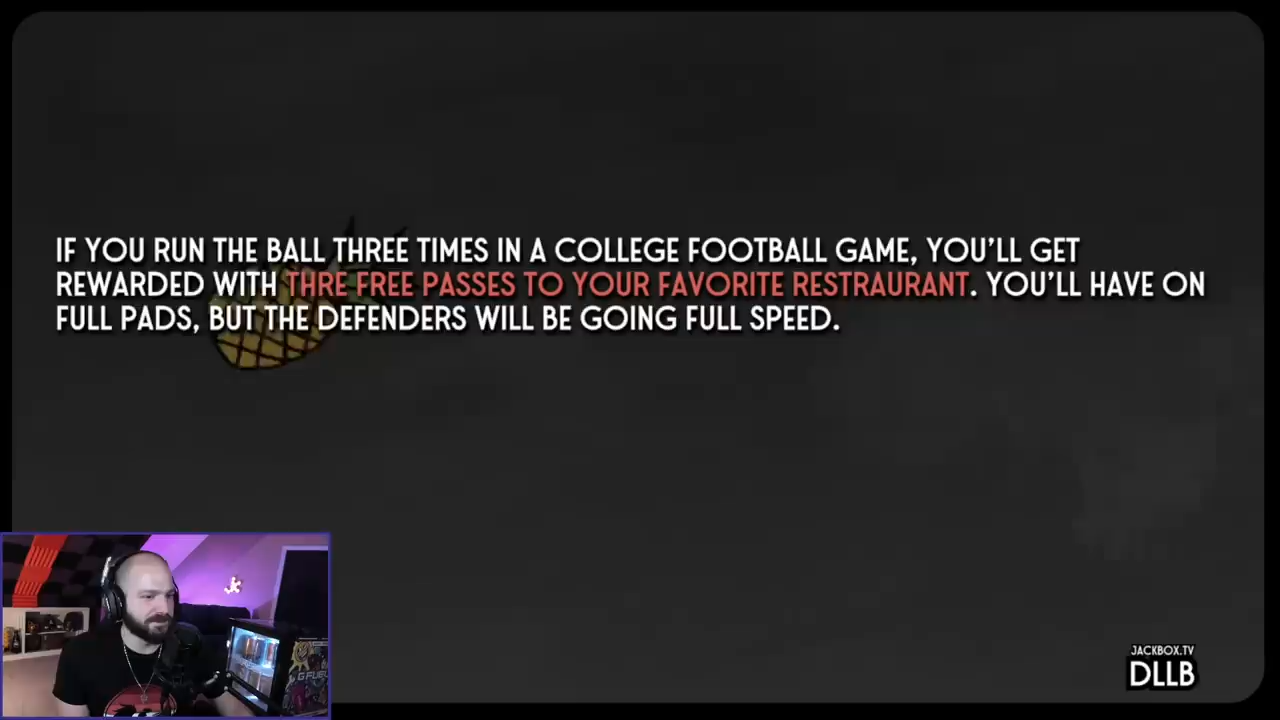 IF YOU RUN THE BALL THREE TIMES IN A COLLEGE FOOTBALL GAME, YOU'LL GET
REWARDED WITH THRE FREE PASSES TO YOUR FAVORITE RESTRAURANT. YOU'LL HAVE ON
FULL PADS, BUT THE DEFENDERS WILL BE GOING FULL SPEED.
G FUEL
JACKBOX.TV
DLLB